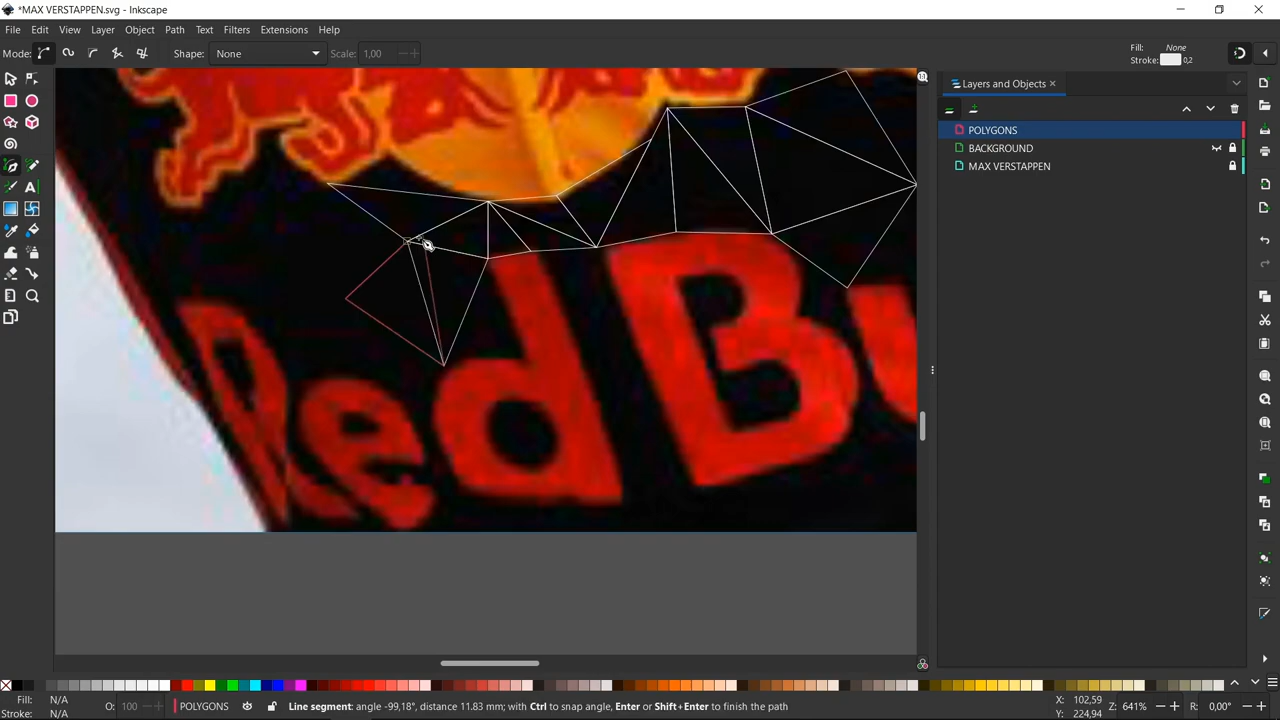 *MAX VERSTAPPEN.svg - Inkscape
File Edit View Layer Object Path Text Filters Extensions Help
Mode: Shape: None Scale: 1,00
Fill: None
Stroke: 0,2
Layers and Objects
POLYGONS
BACKGROUND
MAX VERSTAPPEN
Red Bu
Fill: N/A
Stroke: N/A
O: 100
POLYGONS
Line segment: angle -99,18°, distance 11.83 mm; with Ctrl to snap angle, Enter or Shift+Enter to finish the path
X: 102,59
Y: 224,94
Z: 641%
R: 0,00°